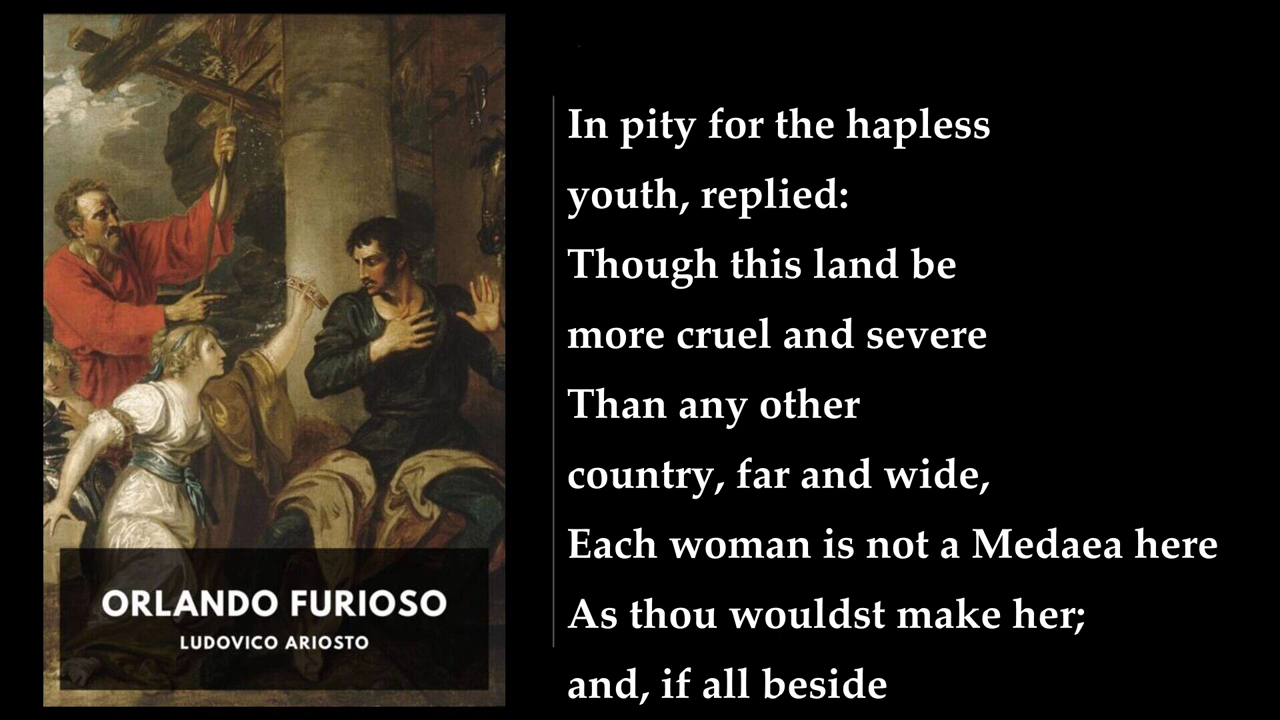 ORLANDO FURIOSO
LUDOVICO ARIOSTO
In pity for the hapless
youth, replied:
Though this land be
more cruel and severe
Than any other
country, far and wide,
Each woman is not a Medaea here
As thou wouldst make her;
and, if all beside